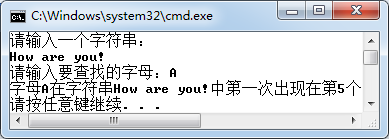 C:\Windows\system32\cmd.exe
请输入一个字符串：
How are you!
请输入要查找的字母：A
字母A在字符串How are you!中第一次出现在第5个
请按任意键继续. . .